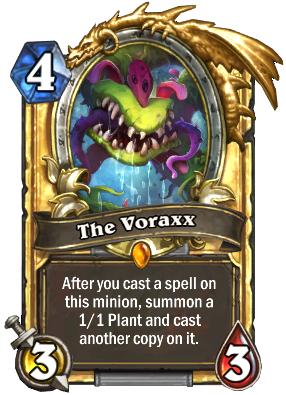 4
The Voraxx
After you cast a spell on
this minion, summon a
1/1 Plant and cast
another copy on it.
3
3